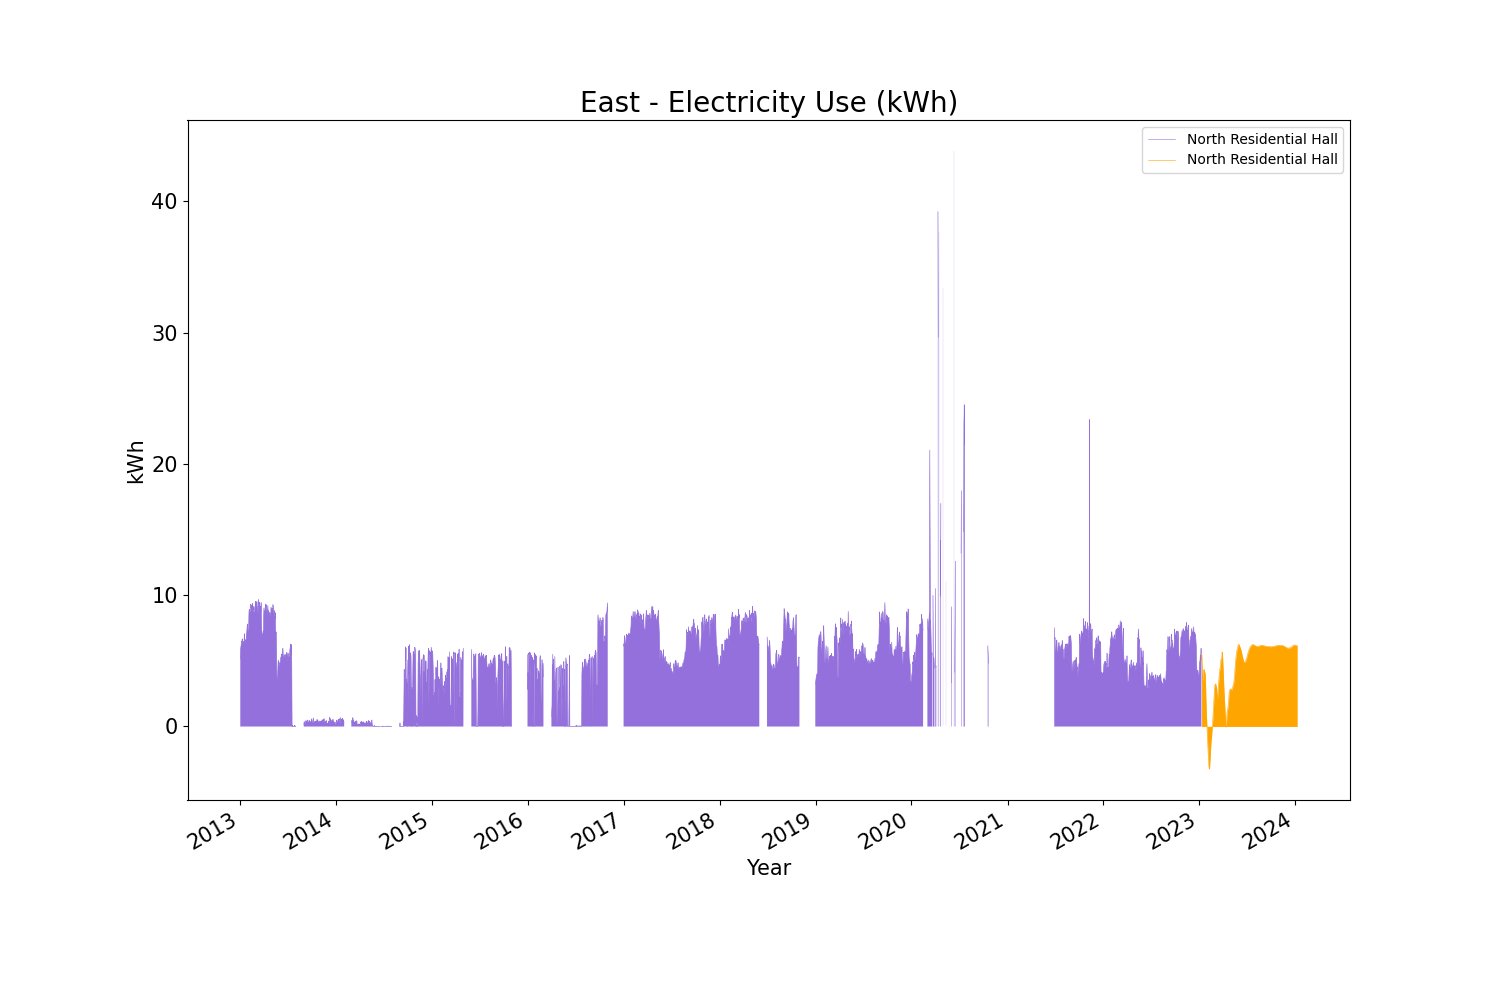 East - Electricity Use (kWh)
North Residential Hall
North Residential Hall
40
30
20
10
0
kWh
2013 2014 2015 2016 2017 2018 2019 2020 2021 2022 2023 2024
Year